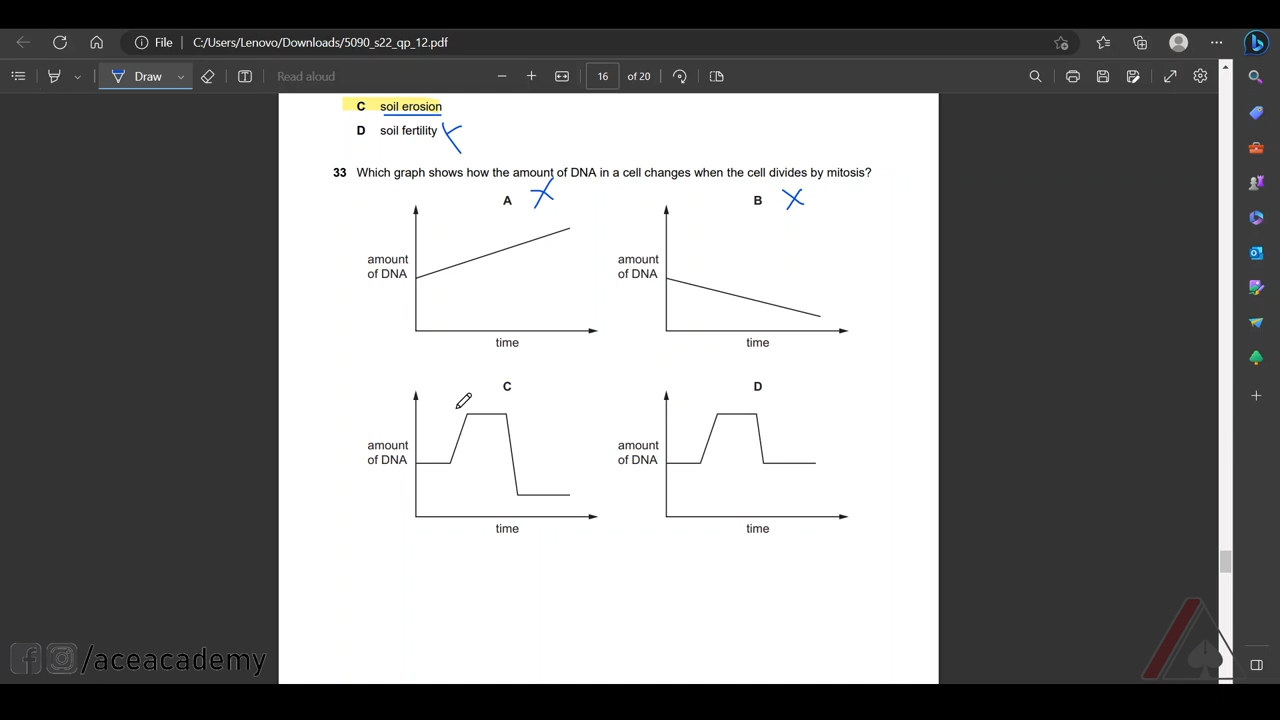 File
C:/Users/Lenovo/Downloads/5090_s22_qp_12.pdf
Draw
Read aloud
16
of 20
C soil erosion
D soil fertility
33 Which graph shows how the amount of DNA in a cell changes when the cell divides by mitosis?
A
B
amount
of DNA
time
amount
of DNA
time
C
D
amount
of DNA
time
amount
of DNA
time
/aceacademy